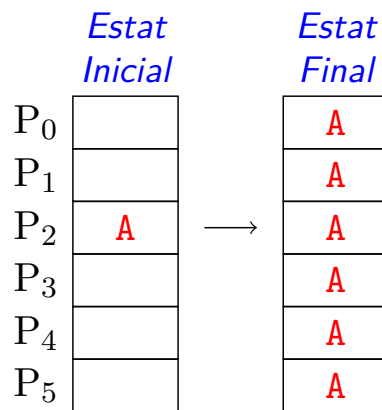 Estat Inicial
Estat Final
P0 A
P1 A
P2 A → A
P3 A
P4 A
P5 A